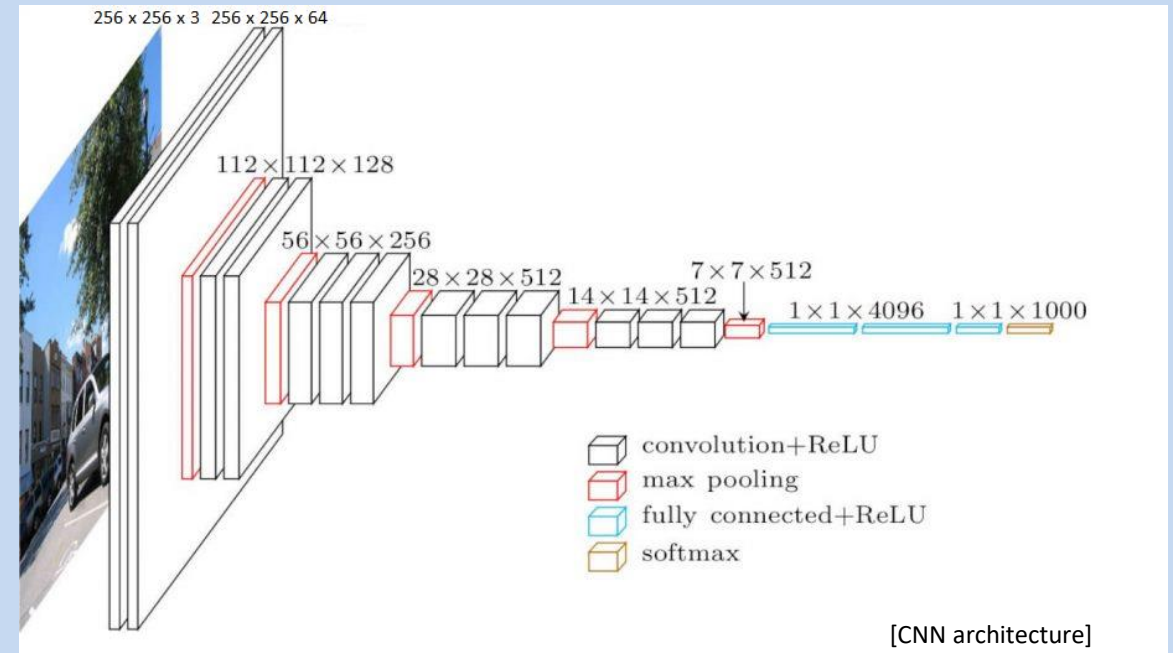 256 x 256 x 3 256 x 256 x 64
112×112×128
56×56×256
28×28×512
14×14×512
7×7×512
1×1×4096
1×1×1000
convolution+ReLU
max pooling
fully connected+ReLU
softmax
[CNN architecture]